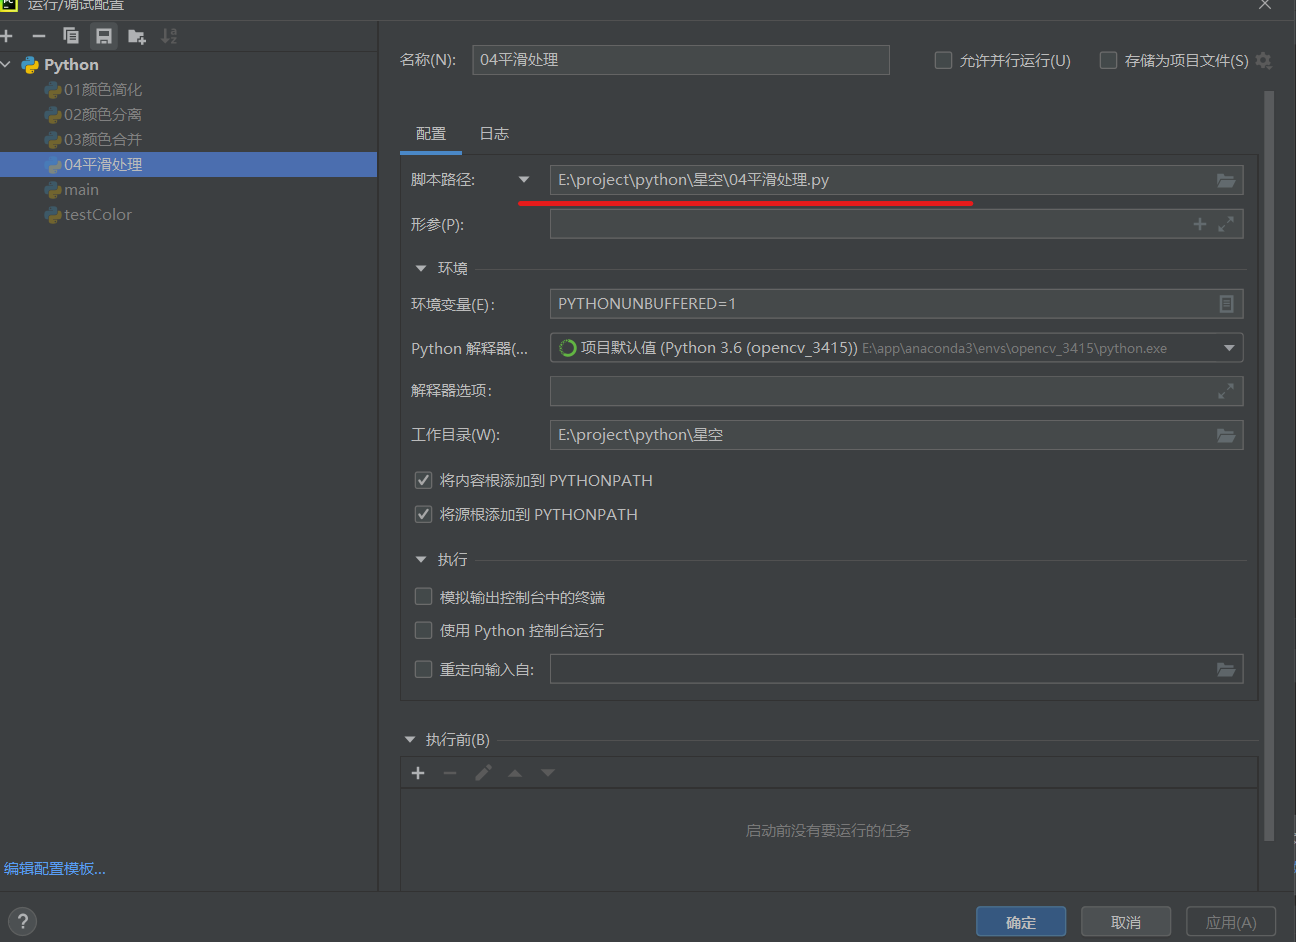 运行/调试配置
Python
01颜色简化
02颜色分离
03颜色合并
04平滑处理
main
testColor
编辑配置模板...
名称(N):
04平滑处理
允许并行运行(U)
存储为项目文件(S)
配置
日志
脚本路径:
E:\project\python\星空\04平滑处理.py
形参(P):
环境
环境变量(E):
PYTHONUNBUFFERED=1
Python 解释器(...
项目默认值 (Python 3.6 (opencv_3415)) E:\app\anaconda3\envs\opencv_3415\python.exe
解释器选项:
工作目录(W):
E:\project\python\星空
将内容根添加到 PYTHONPATH
将源根添加到 PYTHONPATH
执行
模拟输出控制台中的终端
使用 Python 控制台运行
重定向输入自:
执行前(B)
启动前没有要运行的任务
?
确定
取消
应用(A)